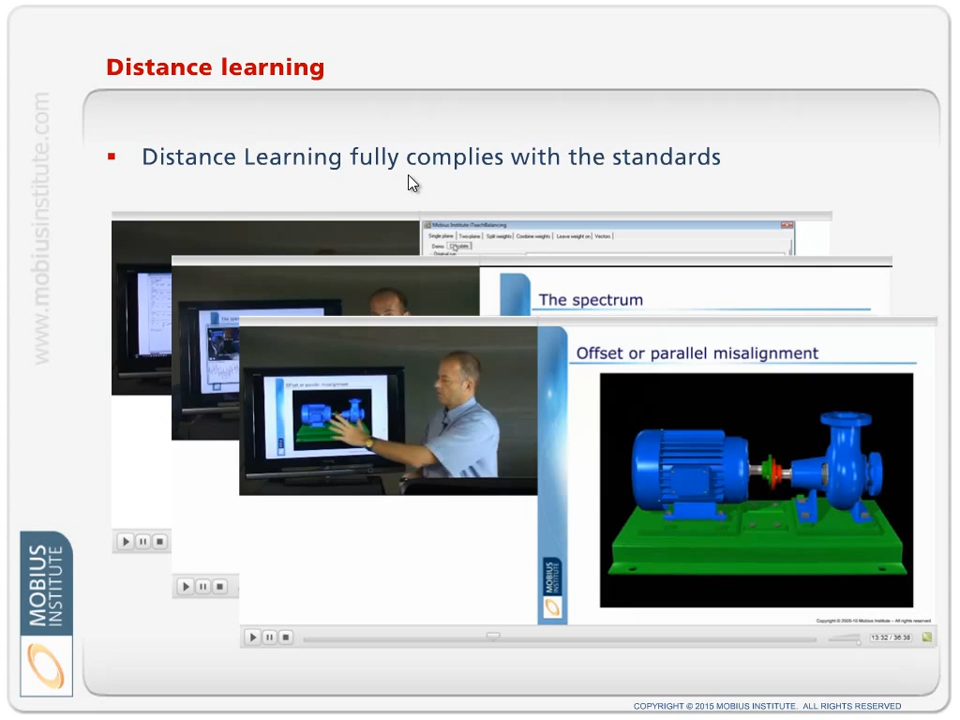 Distance learning
www.mobiusinstitute.com
Distance Learning fully complies with the standards
Mobius Institute iTeachBalancing
Single plane Two plane Split weights Combine weights Leave weight on Vectors
Demo
The spectrum
Offset or parallel misalignment
Offset or parallel misalignment
MOBIUS
INSTITUTE
MOBIUS
INSTITUTE
Copyright © 2005-10 Mobius Institute – All rights reserved
13:32 / 36:38
COPYRIGHT © 2015 MOBIUS INSTITUTE. ALL RIGHTS RESERVED